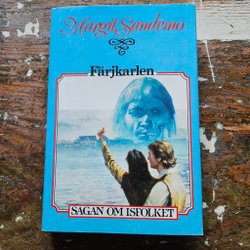 Margit Sandemo
Färjkarlen
SAGAN OM ISFOLKET